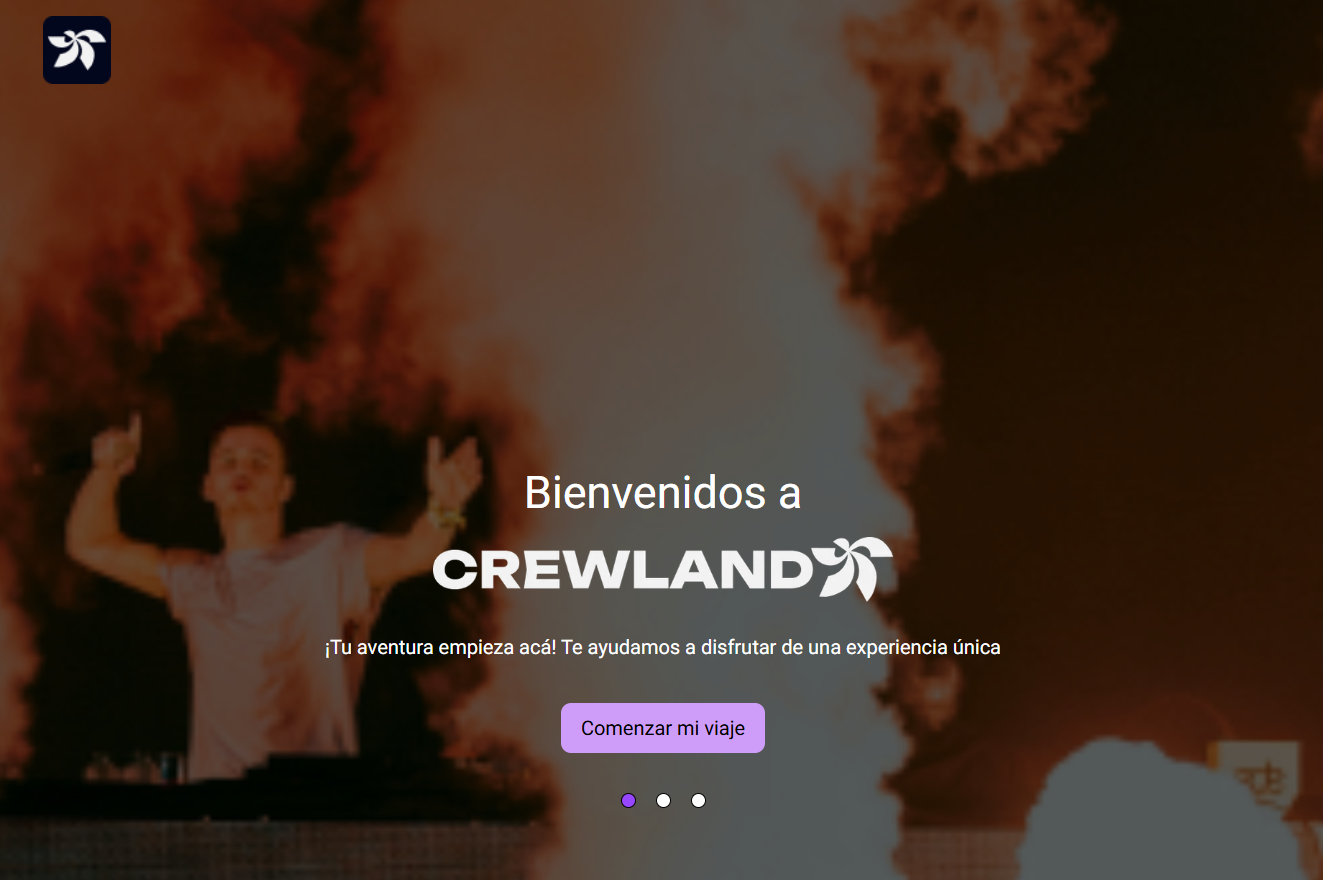 Bienvenidos a
CREWLAND
¡Tu aventura empieza acá! Te ayudamos a disfrutar de una experiencia única
Comenzar mi viaje